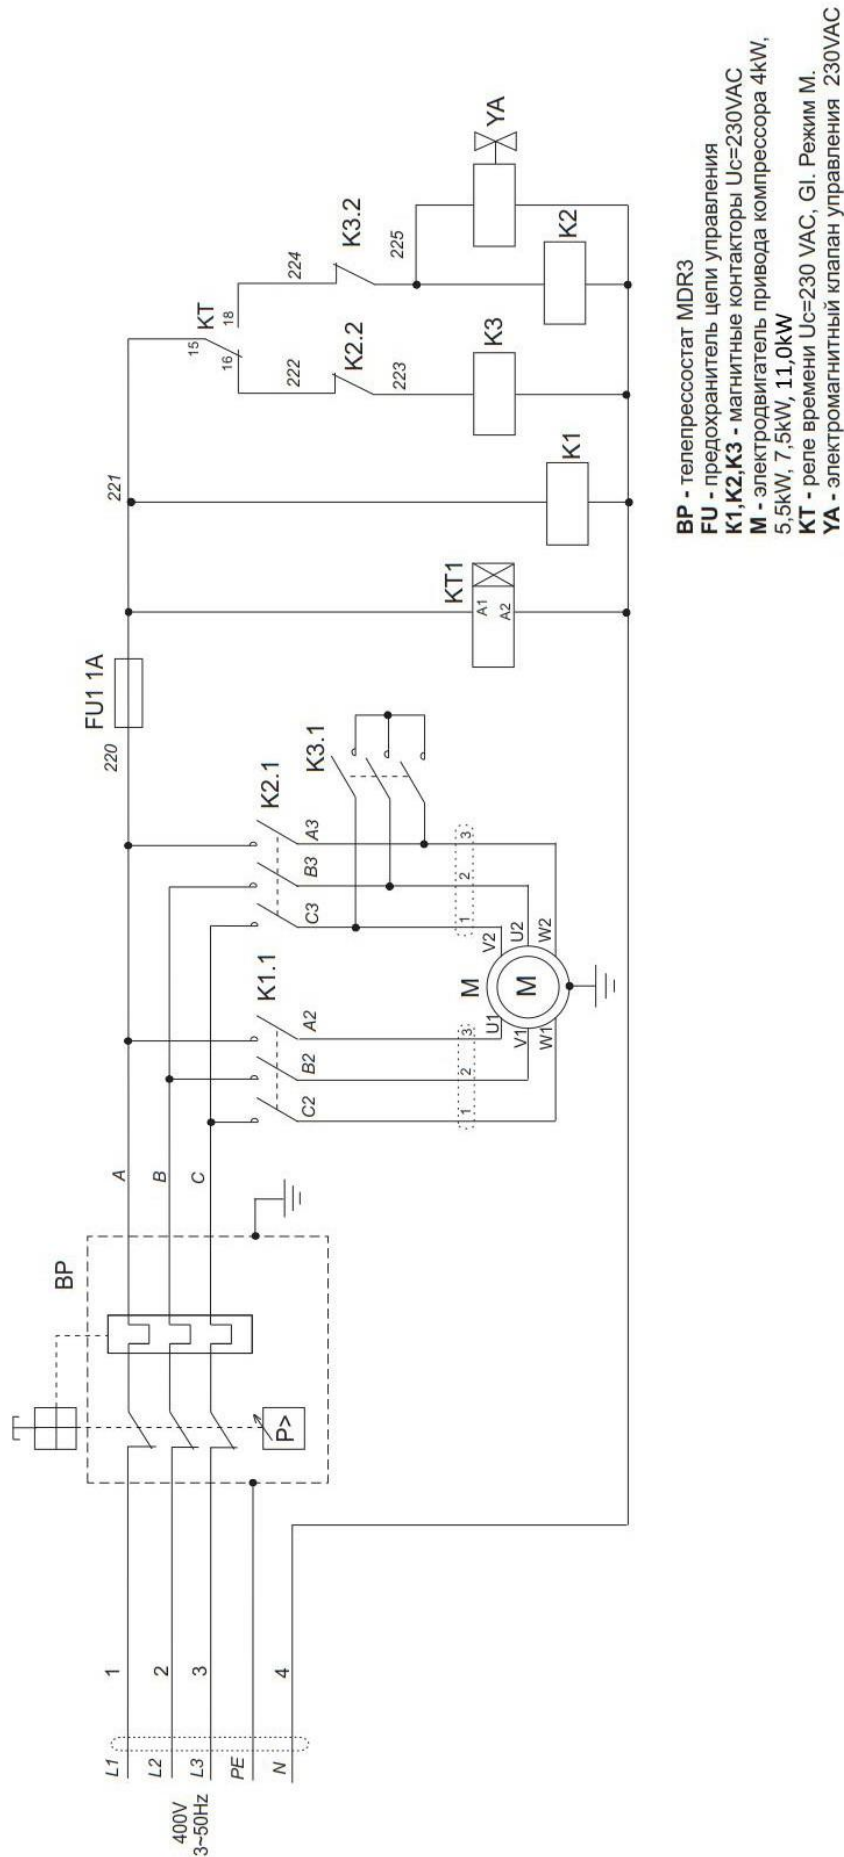 L1
L2
L3
PE
N
400V
3~50Hz
1
2
3
4
BP
P>
A
B
C
K1.1
C2
B2
A2
K2.1
C3
B3
A3
K3.1
1
2
3
1
2
3
U1
V1
W1
M
M
V2
U2
W2
220
FU1 1A
221
KT1
A1
A2
K1
15
KT
16
18
222
K2.2
223
K3
224
K3.2
225
K2
YA
BP - телепрессостат MDR3
FU - предохранитель цепи управления
K1,K2,K3 - магнитные контакторы Uc=230VAC
M - электродвигатель привода компрессора 4kW,
5,5kW, 7,5kW, 11,0kW
KT - реле времени Uc=230 VAC, GI. Режим M.
YA - электромагнитный клапан управления 230VAC